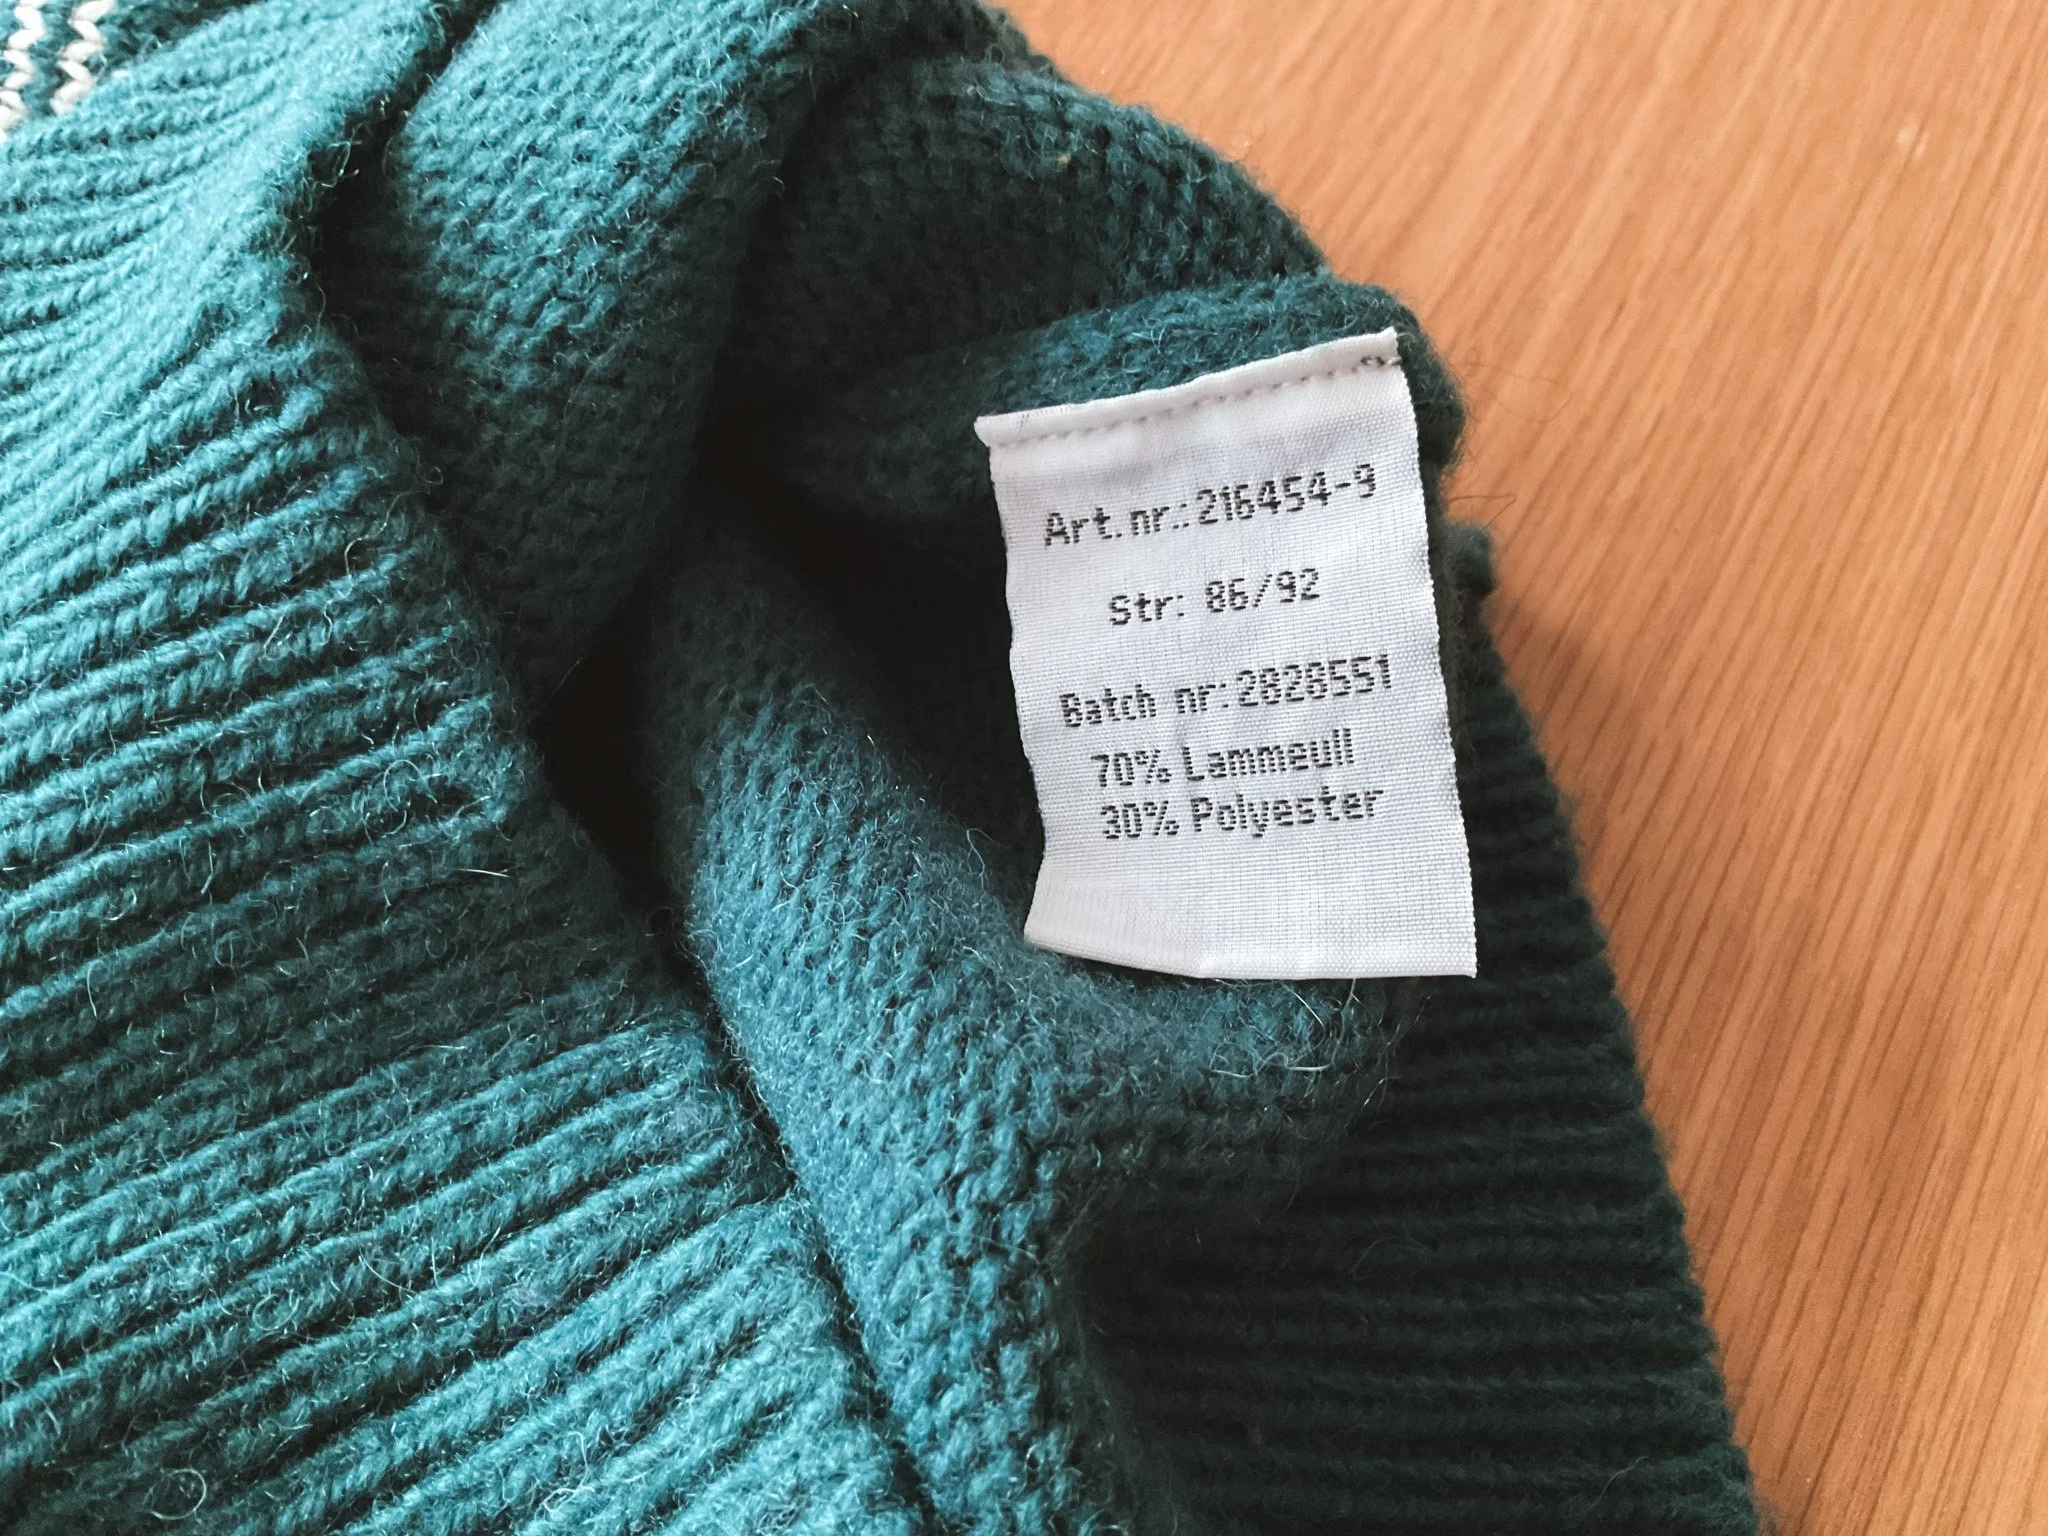 Art.nr.:216454-9
Str: 86/92
Batch nr:2828551
70% Lammeull
30% Polyester